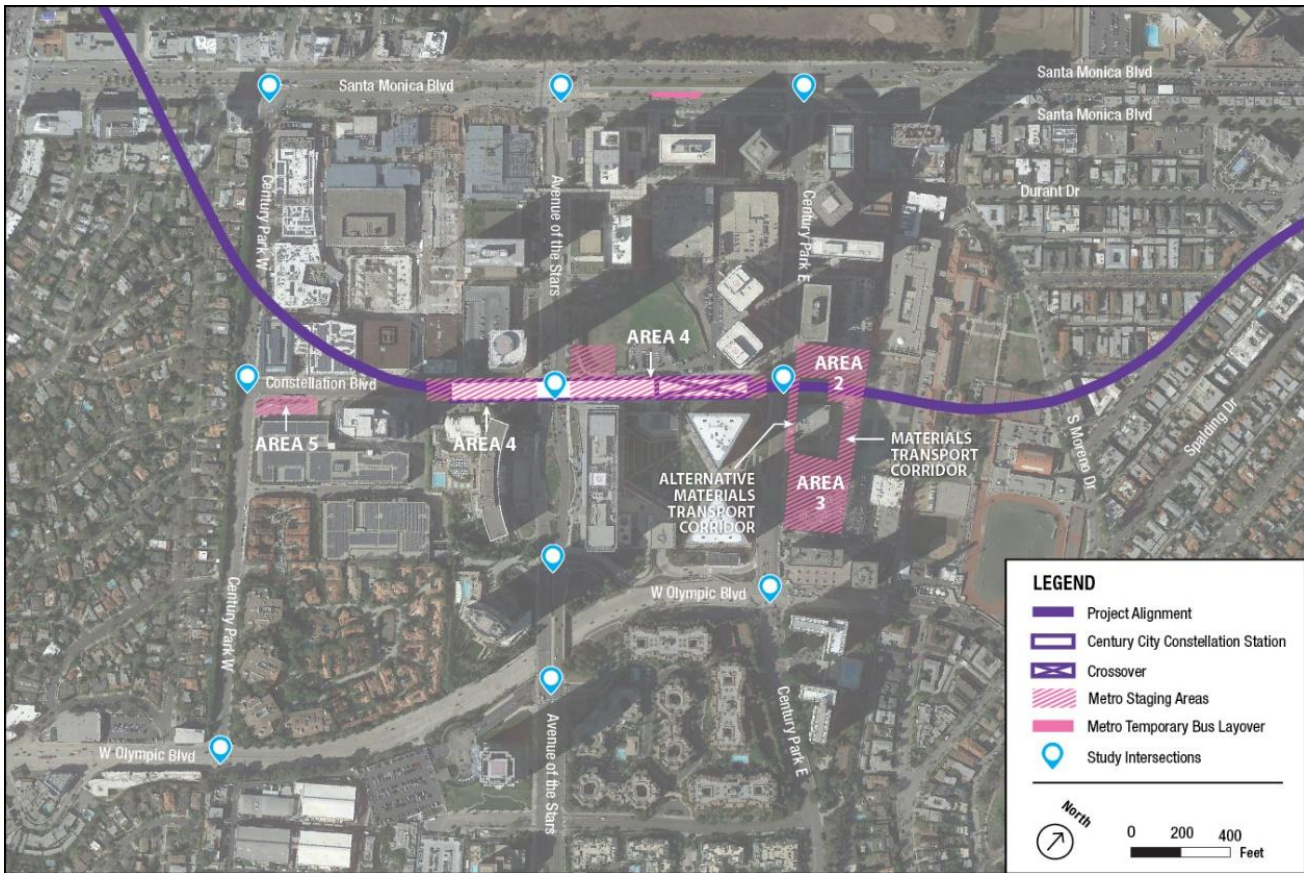 Santa Monica Blvd
Santa Monica Blvd
Santa Monica Blvd
Durant Dr
Century Park W
Avenue of the Stars
Century Park E
AREA 4
AREA
2
Constellation Blvd
AREA 5
AREA 4
MATERIALS
TRANSPORT
CORRIDOR
S Moreno Dr
Spalding Dr
ALTERNATIVE
MATERIALS
TRANSPORT
CORRIDOR
AREA
3
W Olympic Blvd
Century Park W
Century Park E
Avenue of the Stars
W Olympic Blvd
LEGEND
Project Alignment
Century City Constellation Station
Crossover
Metro Staging Areas
Metro Temporary Bus Layover
Study Intersections
North
0 200 400
Feet